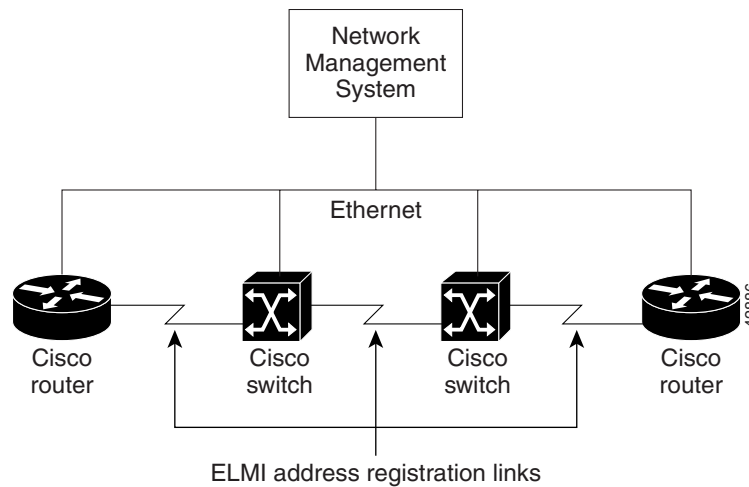 Network
Management
System
Ethernet
Cisco
router
Cisco
switch
Cisco
switch
Cisco
router
ELMI address registration links